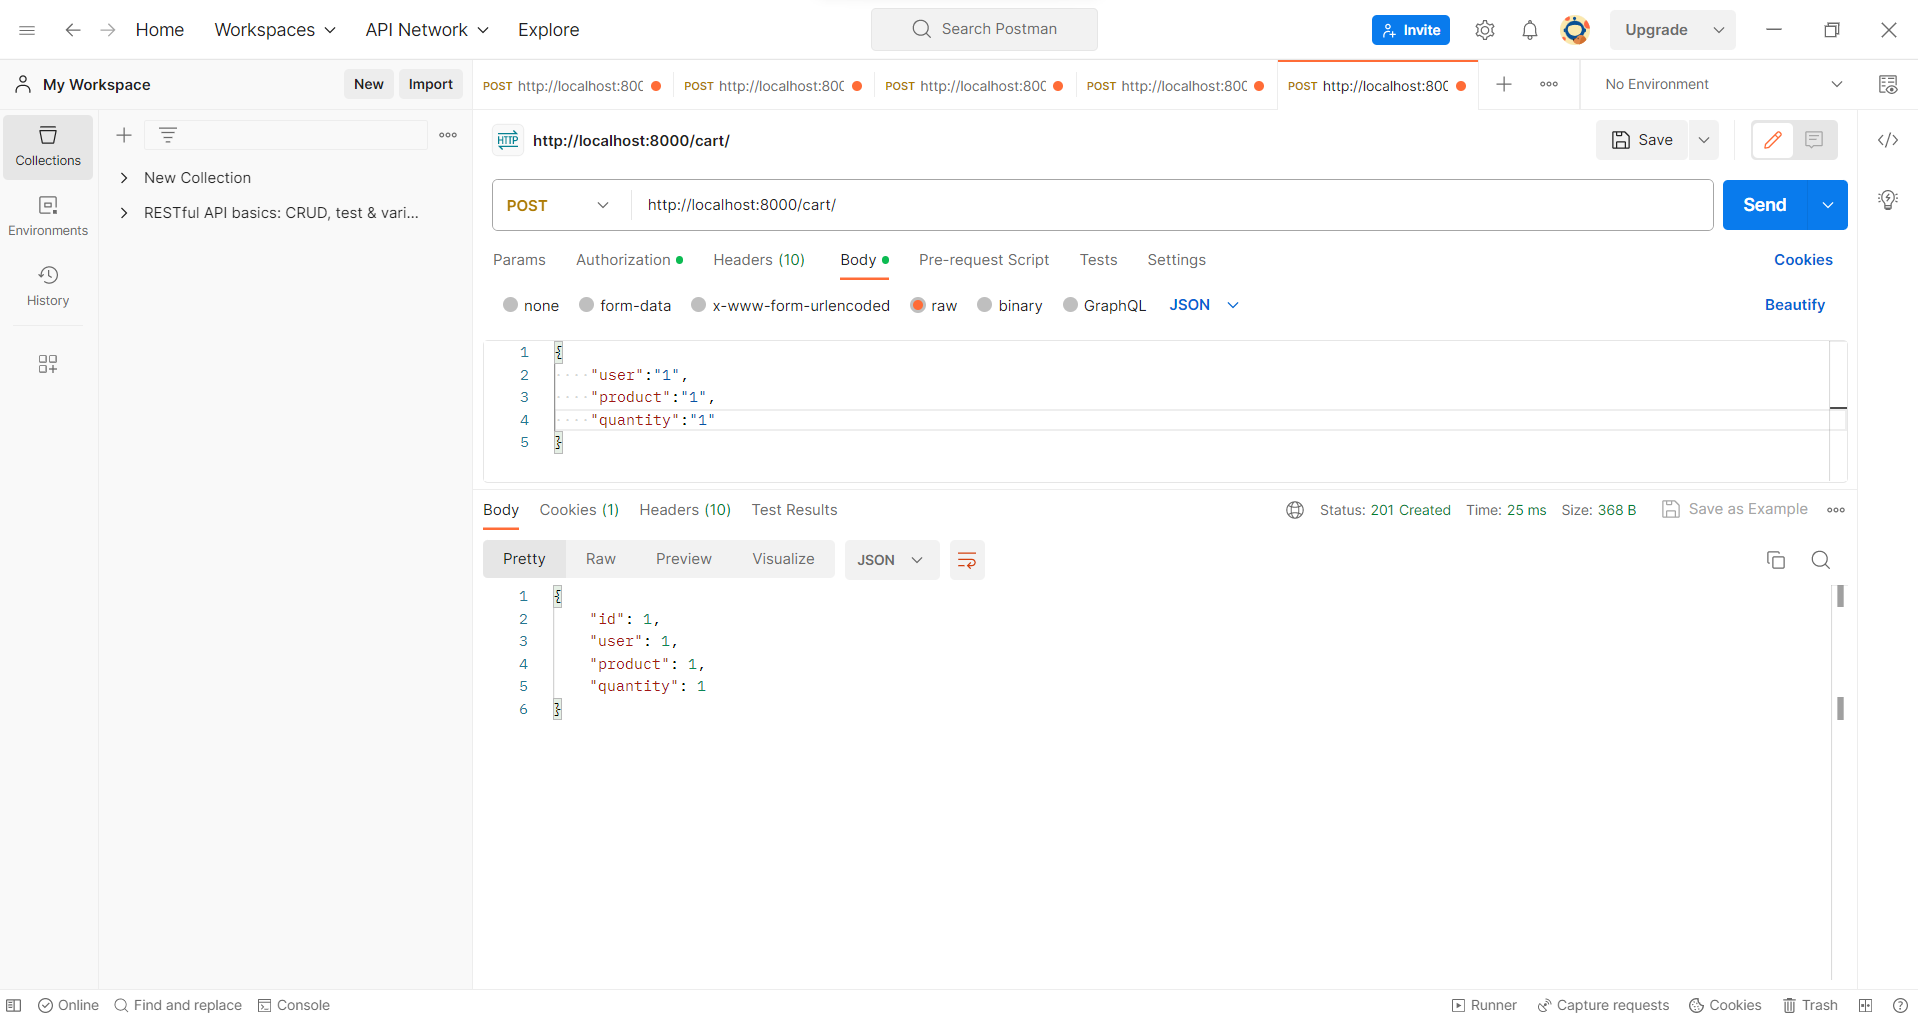 Home Workspaces API Network Explore Search Postman Invite Upgrade
My Workspace New Import POST http://localhost:800 POST http://localhost:800 POST http://localhost:800 POST http://localhost:800 POST http://localhost:800 No Environment
HTTP http://localhost:8000/cart/ Save
Collections
New Collection
RESTful API basics: CRUD, test & vari...
Environments
History
POST http://localhost:8000/cart/ Send
Params Authorization Headers (10) Body Pre-request Script Tests Settings Cookies
none form-data x-www-form-urlencoded raw binary GraphQL JSON Beautify
1 {
2 ····"user":"1",
3 ····"product":"1",
4 ····"quantity":"1"
5 }
Body Cookies (1) Headers (10) Test Results Status: 201 Created Time: 25 ms Size: 368 B Save as Example
Pretty Raw Preview Visualize JSON
1 {
2 "id": 1,
3 "user": 1,
4 "product": 1,
5 "quantity": 1
6 }
Online Find and replace Console Runner Capture requests Cookies Trash